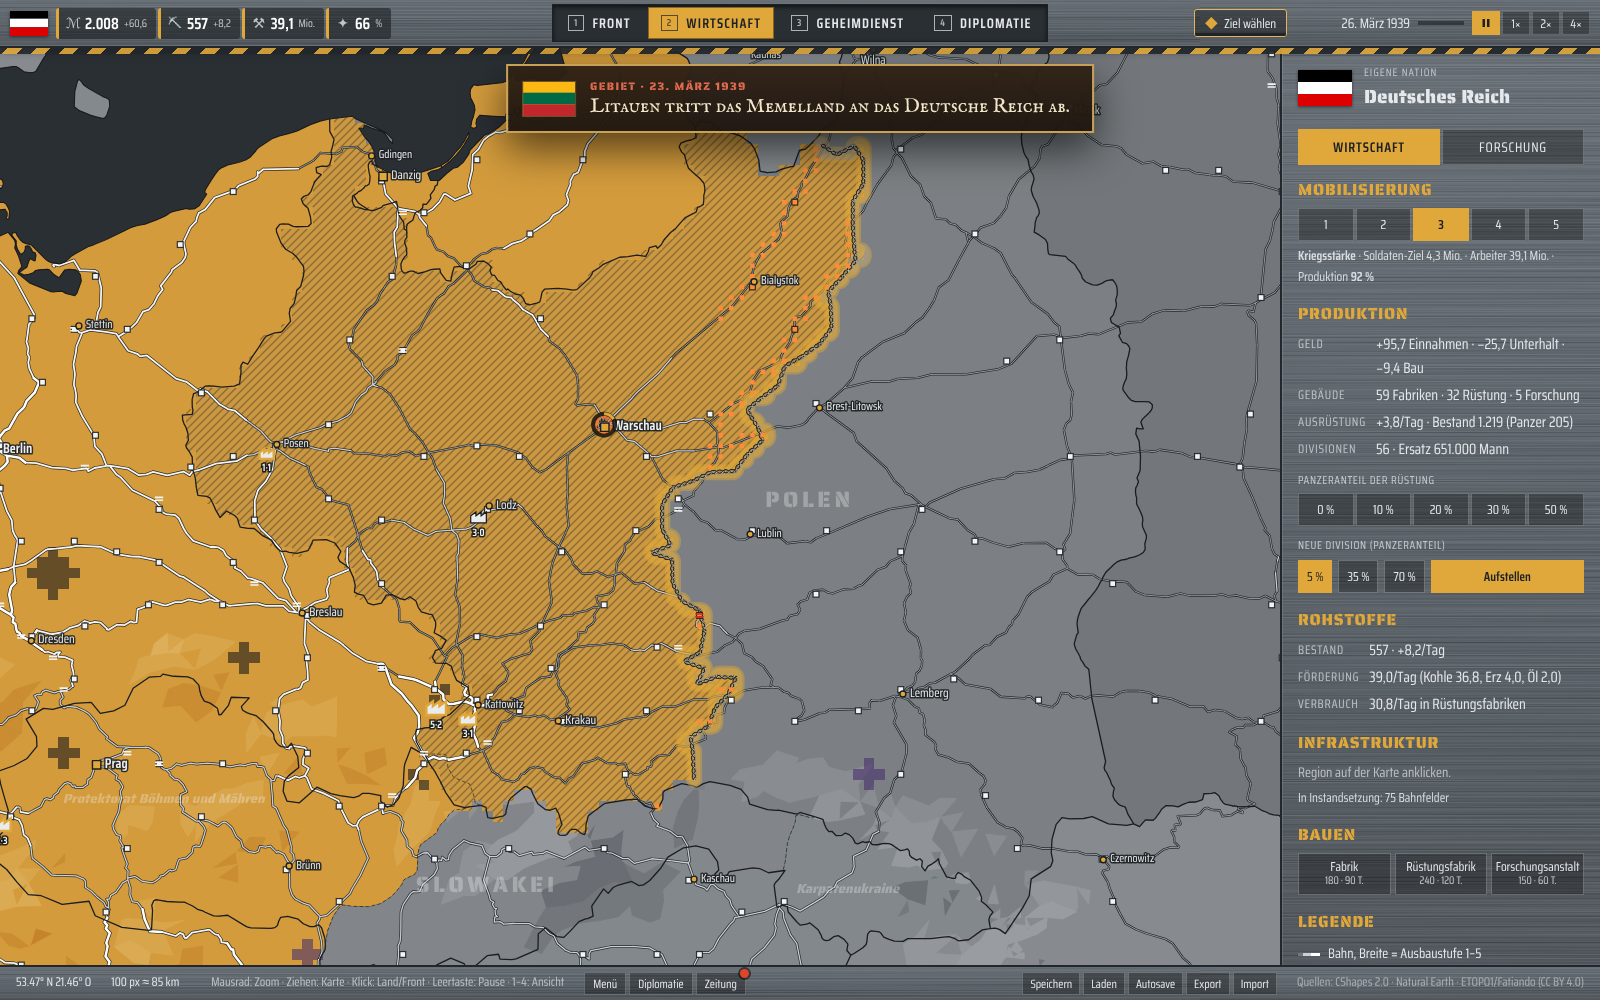 ℳ 2.008 +60,6
557 +8,2
39,1 Mio.
66 %
1 FRONT
2 WIRTSCHAFT
3 GEHEIMDIENST
4 DIPLOMATIE
Ziel wählen
26. März 1939
1×
2×
4×
GEBIET · 23. MÄRZ 1939
Litauen tritt das Memelland an das Deutsche Reich ab.
Kaunas
Wilna
Gdingen
Danzig
Stettin
Bialystok
Warschau
Brest-Litowsk
Berlin
Posen
1·1
Lodz
3·0
POLEN
Lublin
Breslau
Dresden
Kattowitz
5·2
3·1
Krakau
Lemberg
Prag
Protektorat Böhmen und Mähren
Brünn
SLOWAKEI
Kaschau
Karpatenukraine
Czernowitz
EIGENE NATION
Deutsches Reich
WIRTSCHAFT
FORSCHUNG
MOBILISIERUNG
1 2 3 4 5
Kriegsstärke · Soldaten-Ziel 4,3 Mio. · Arbeiter 39,1 Mio. ·
Produktion 92 %
PRODUKTION
GELD +95,7 Einnahmen · −25,7 Unterhalt ·
−9,4 Bau
GEBÄUDE 59 Fabriken · 32 Rüstung · 5 Forschung
AUSRÜSTUNG +3,8/Tag · Bestand 1.219 (Panzer 205)
DIVISIONEN 56 · Ersatz 651.000 Mann
PANZERANTEIL DER RÜSTUNG
0 % 10 % 20 % 30 % 50 %
NEUE DIVISION (PANZERANTEIL)
5 % 35 % 70 % Aufstellen
ROHSTOFFE
BESTAND 557 · +8,2/Tag
FÖRDERUNG 39,0/Tag (Kohle 36,8, Erz 4,0, Öl 2,0)
VERBRAUCH 30,8/Tag in Rüstungsfabriken
INFRASTRUKTUR
Region auf der Karte anklicken.
In Instandsetzung: 75 Bahnfelder
BAUEN
Fabrik Rüstungsfabrik Forschungsanstalt
180 · 90 T. 240 · 120 T. 150 · 60 T.
LEGENDE
Bahn, Breite = Ausbaustufe 1–5
53.47° N 21.46° O
100 px ≈ 85 km
Mausrad: Zoom · Ziehen: Karte · Klick: Land/Front · Leertaste: Pause · 1–4: Ansicht
Menü
Diplomatie
Zeitung
Speichern
Laden
Autosave
Export
Import
Quellen: CShapes 2.0 · Natural Earth · ETOPO1/Fatiando (CC BY 4.0)